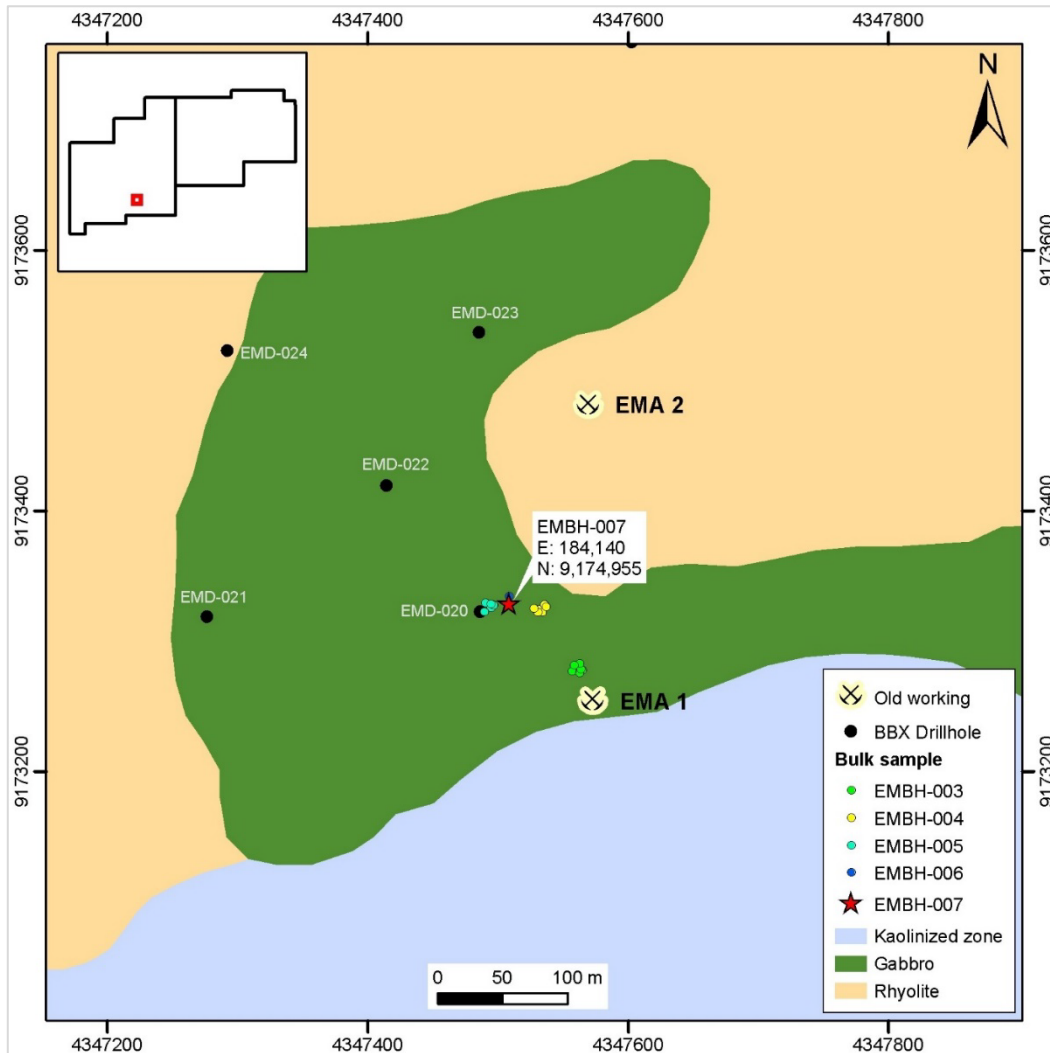 4347200
4347400
4347600
4347800
N
9173600
9173600
EMD-023
EMD-024
EMA 2
EMD-022
9173400
9173400
EMBH-007
E: 184,140
N: 9,174,955
EMD-021
EMD-020
EMA 1
9173200
9173200
Old working
BBX Drillhole
Bulk sample
EMBH-003
EMBH-004
EMBH-005
EMBH-006
EMBH-007
Kaolinized zone
Gabbro
Rhyolite
0 50 100 m
4347200
4347400
4347600
4347800